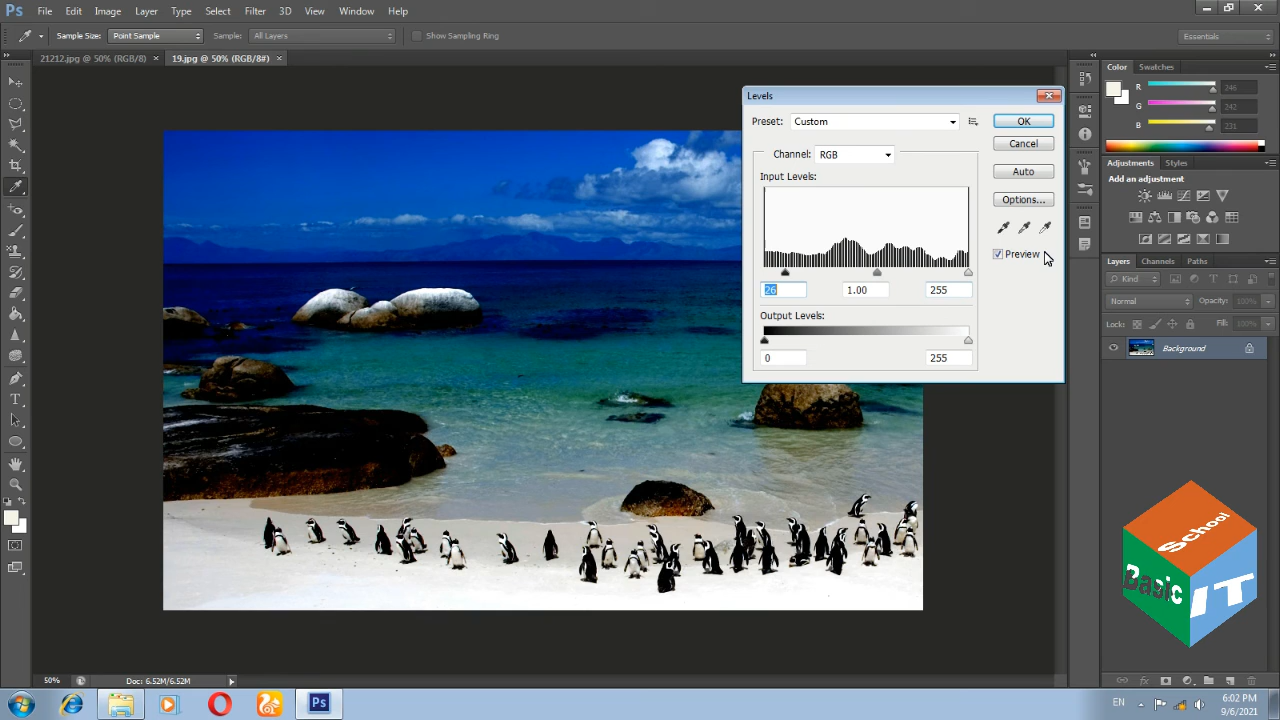 Ps File Edit Image Layer Type Select Filter 3D View Window Help
Sample Size: Point Sample Sample: All Layers Show Sampling Ring Essentials
21212.jpg @ 50% (RGB/8) × 19.jpg @ 50% (RGB/8#) ×
Levels
Preset: Custom OK
Cancel
Channel: RGB
Auto
Input Levels:
Options...
Preview
26 1.00 255
Output Levels:
0 255
Color Swatches
R 246
G 242
B 231
Adjustments Styles
Add an adjustment
Layers Channels Paths
Kind
Normal Opacity: 100%
Lock: Fill: 100%
Background
School
Basic IT
50% Doc: 6.52M/6.52M
Ps
EN 6:02 PM
9/6/2021